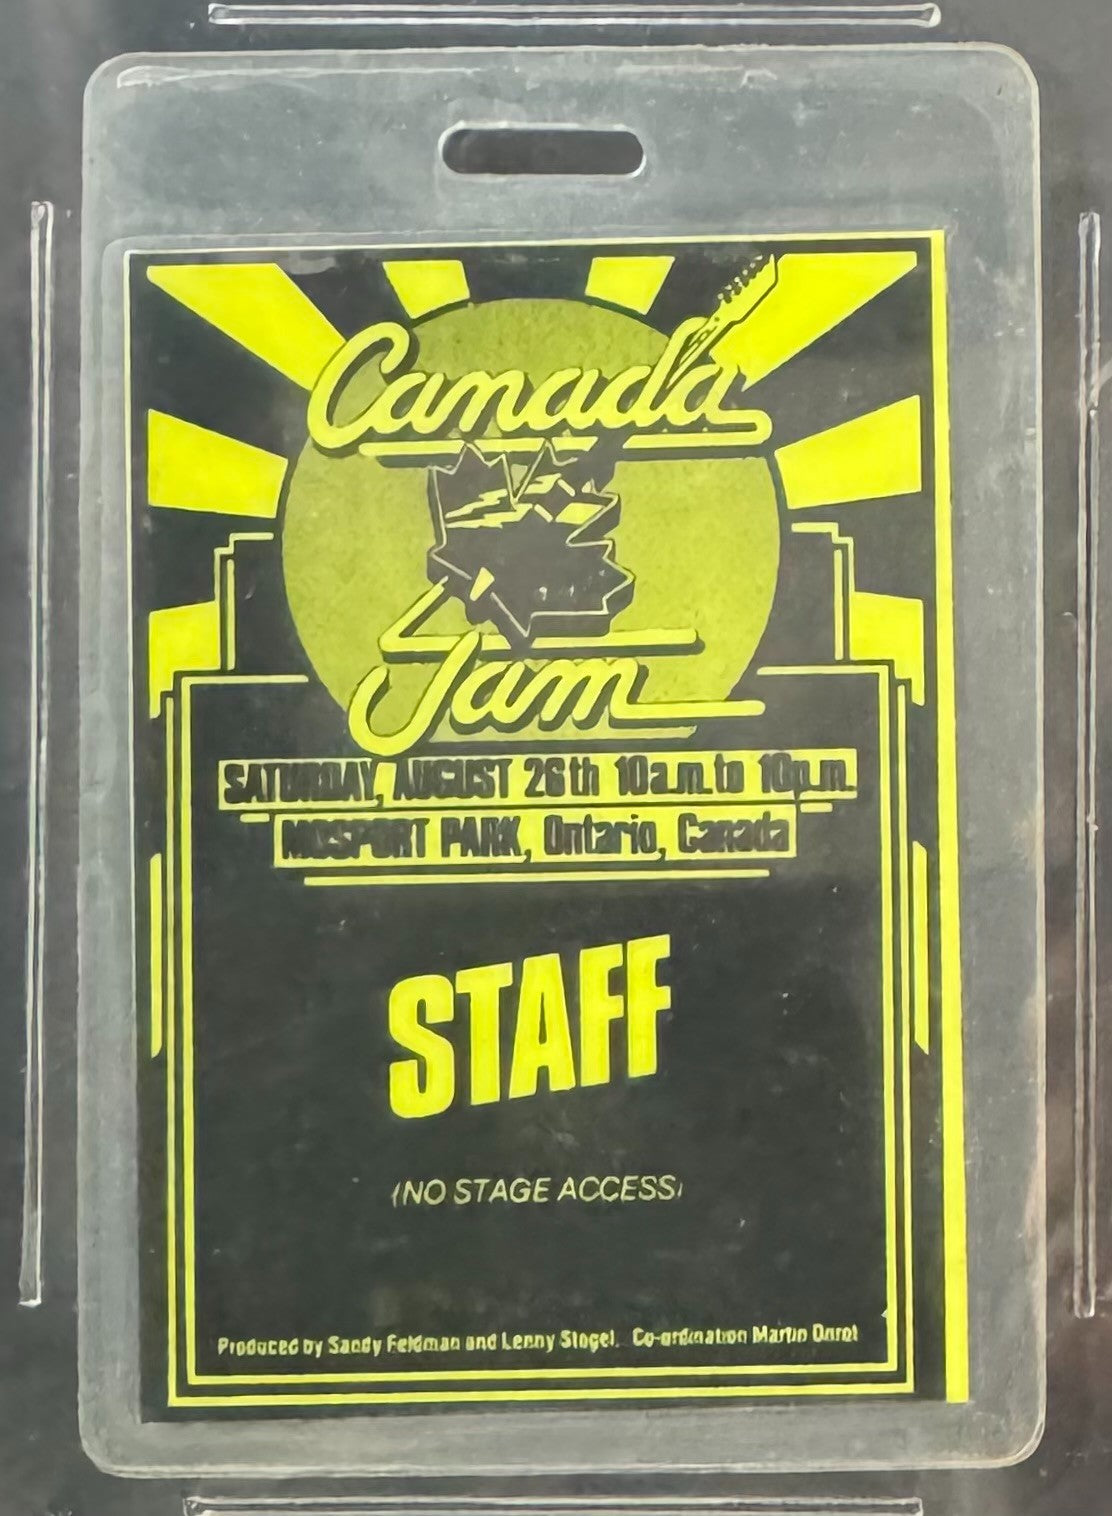 Canada
Jam
SATURDAY, AUGUST 26th 10a.m. to 10p.m.
MOSPORT PARK, Ontario, Canada
STAFF
(NO STAGE ACCESS)
Produced by Sandy Feldman and Lenny Stogel. Co-ordination Martin Onrot